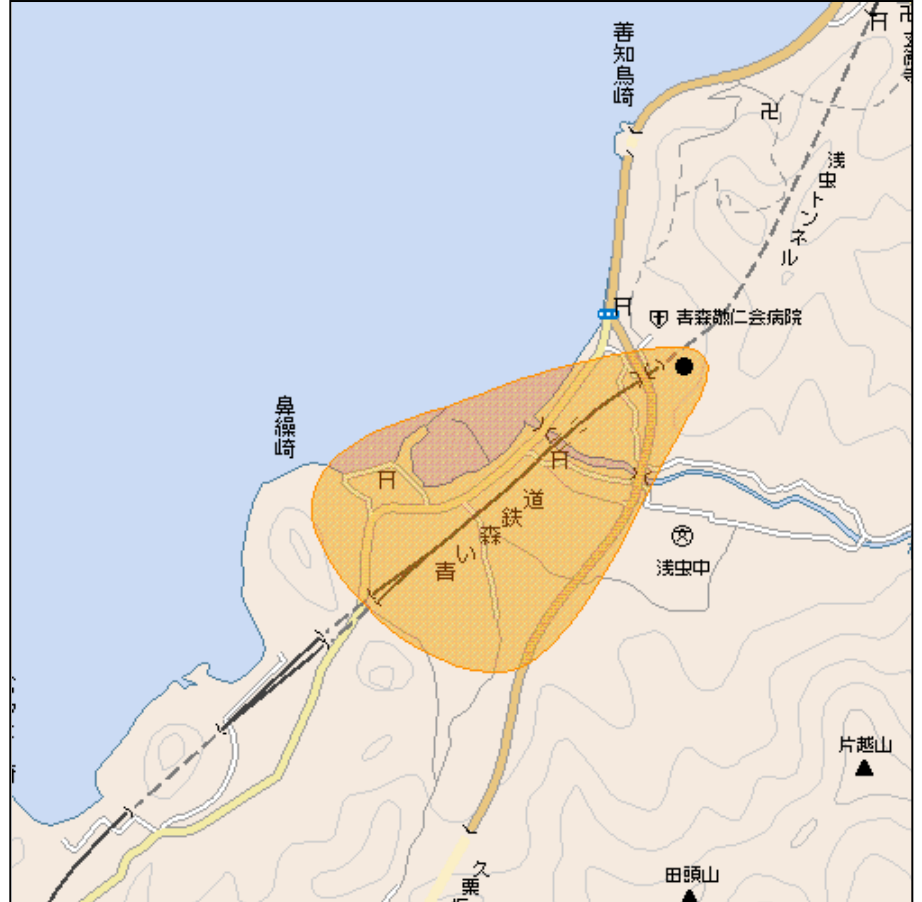 善知鳥崎
浅虫トンネル
青森敬仁会病院
鼻繰崎
青い森鉄道
浅虫中
片越山
田頭山